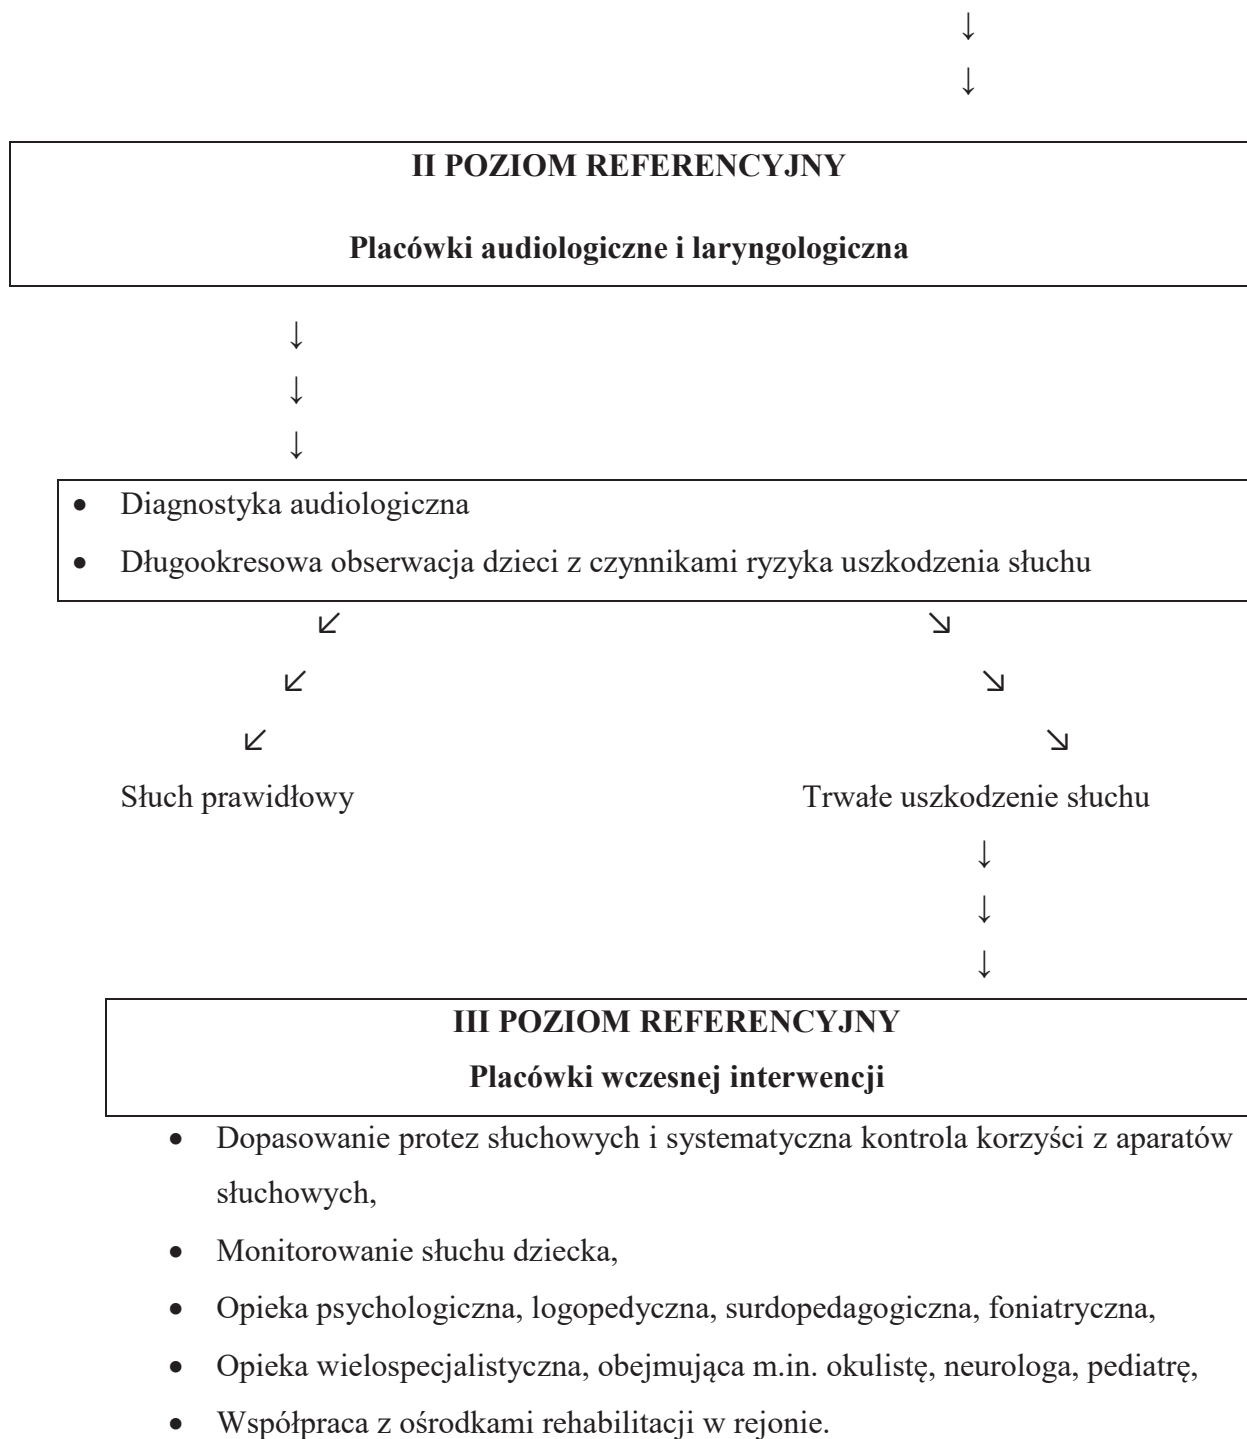 ↓
↓
II POZIOM REFERENCYJNY
Placówki audiologiczne i laryngologiczna
↓
↓
↓
• Diagnostyka audiologiczna
• Długookresowa obserwacja dzieci z czynnikami ryzyka uszkodzenia słuchu
↙ ↘
↙ ↘
↙ ↘
Słuch prawidłowy Trwałe uszkodzenie słuchu
↓
↓
↓
III POZIOM REFERENCYJNY
Placówki wczesnej interwencji
• Dopasowanie protez słuchowych i systematyczna kontrola korzyści z aparatów
słuchowych,
• Monitorowanie słuchu dziecka,
• Opieka psychologiczna, logopedyczna, surdopedagogiczna, foniatryczna,
• Opieka wielospecjalistyczna, obejmująca m.in. okulistę, neurologa, pediatrę,
• Współpraca z ośrodkami rehabilitacji w rejonie.